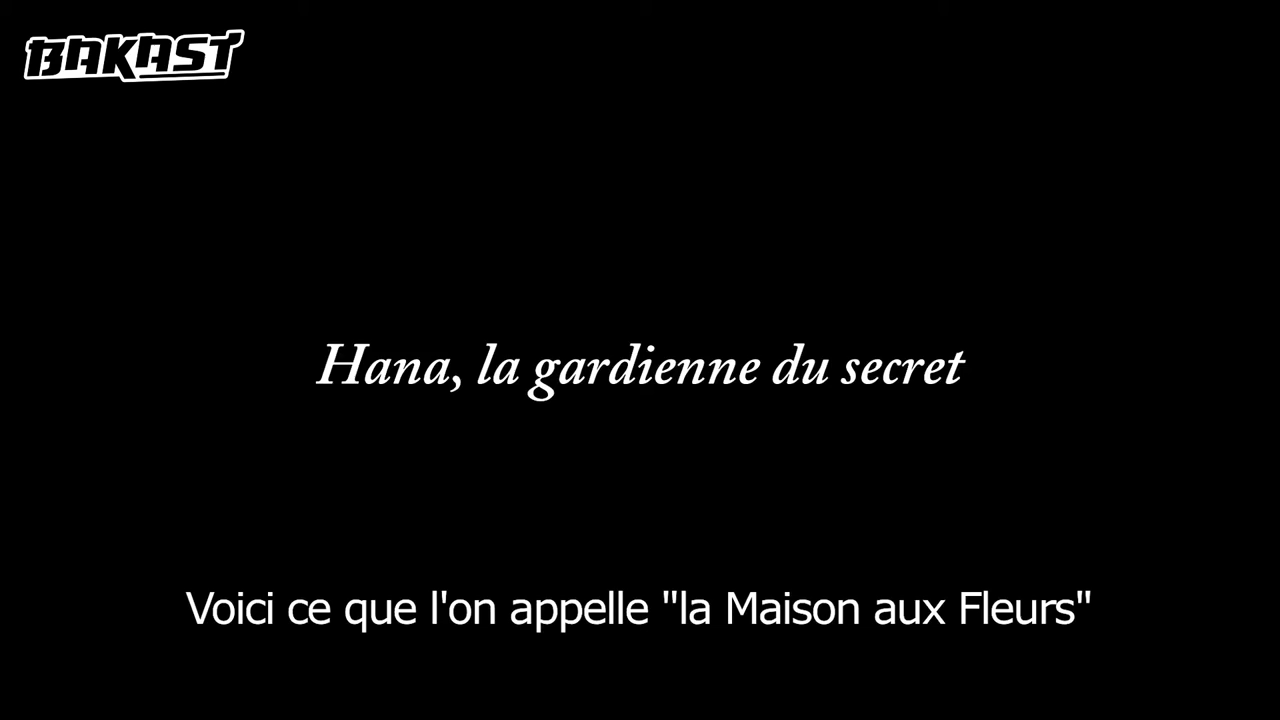 BAKAST
Hana, la gardienne du secret
Voici ce que l'on appelle "la Maison aux Fleurs"